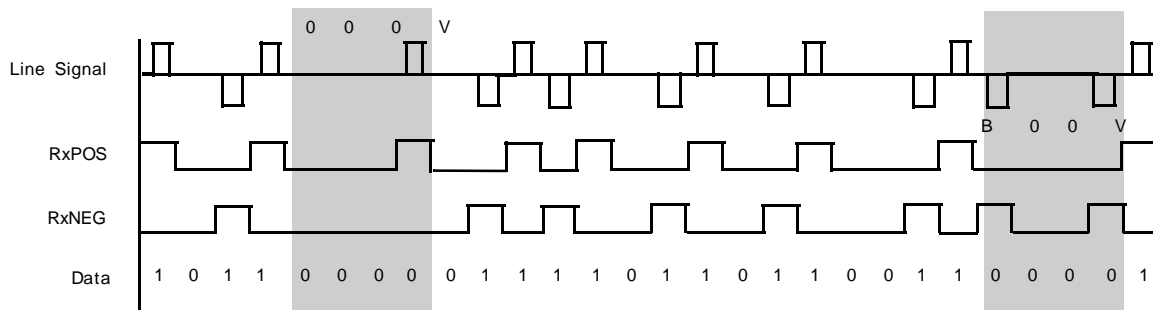 0 0 0 V
Line Signal
B 0 0 V
RxPOS
RxNEG
Data 1 0 1 1 0 0 0 0 0 1 1 1 1 0 1 1 0 1 1 0 0 1 1 0 0 0 0 1